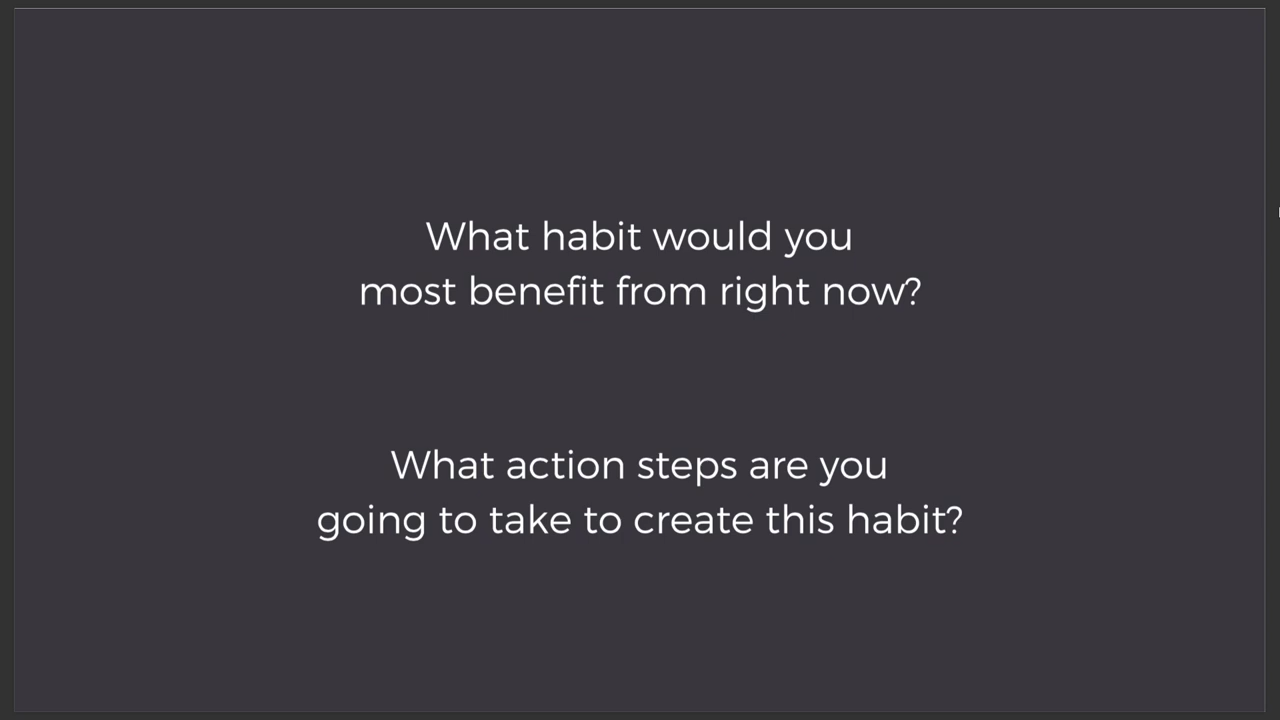 What habit would you
most benefit from right now?
What action steps are you
going to take to create this habit?